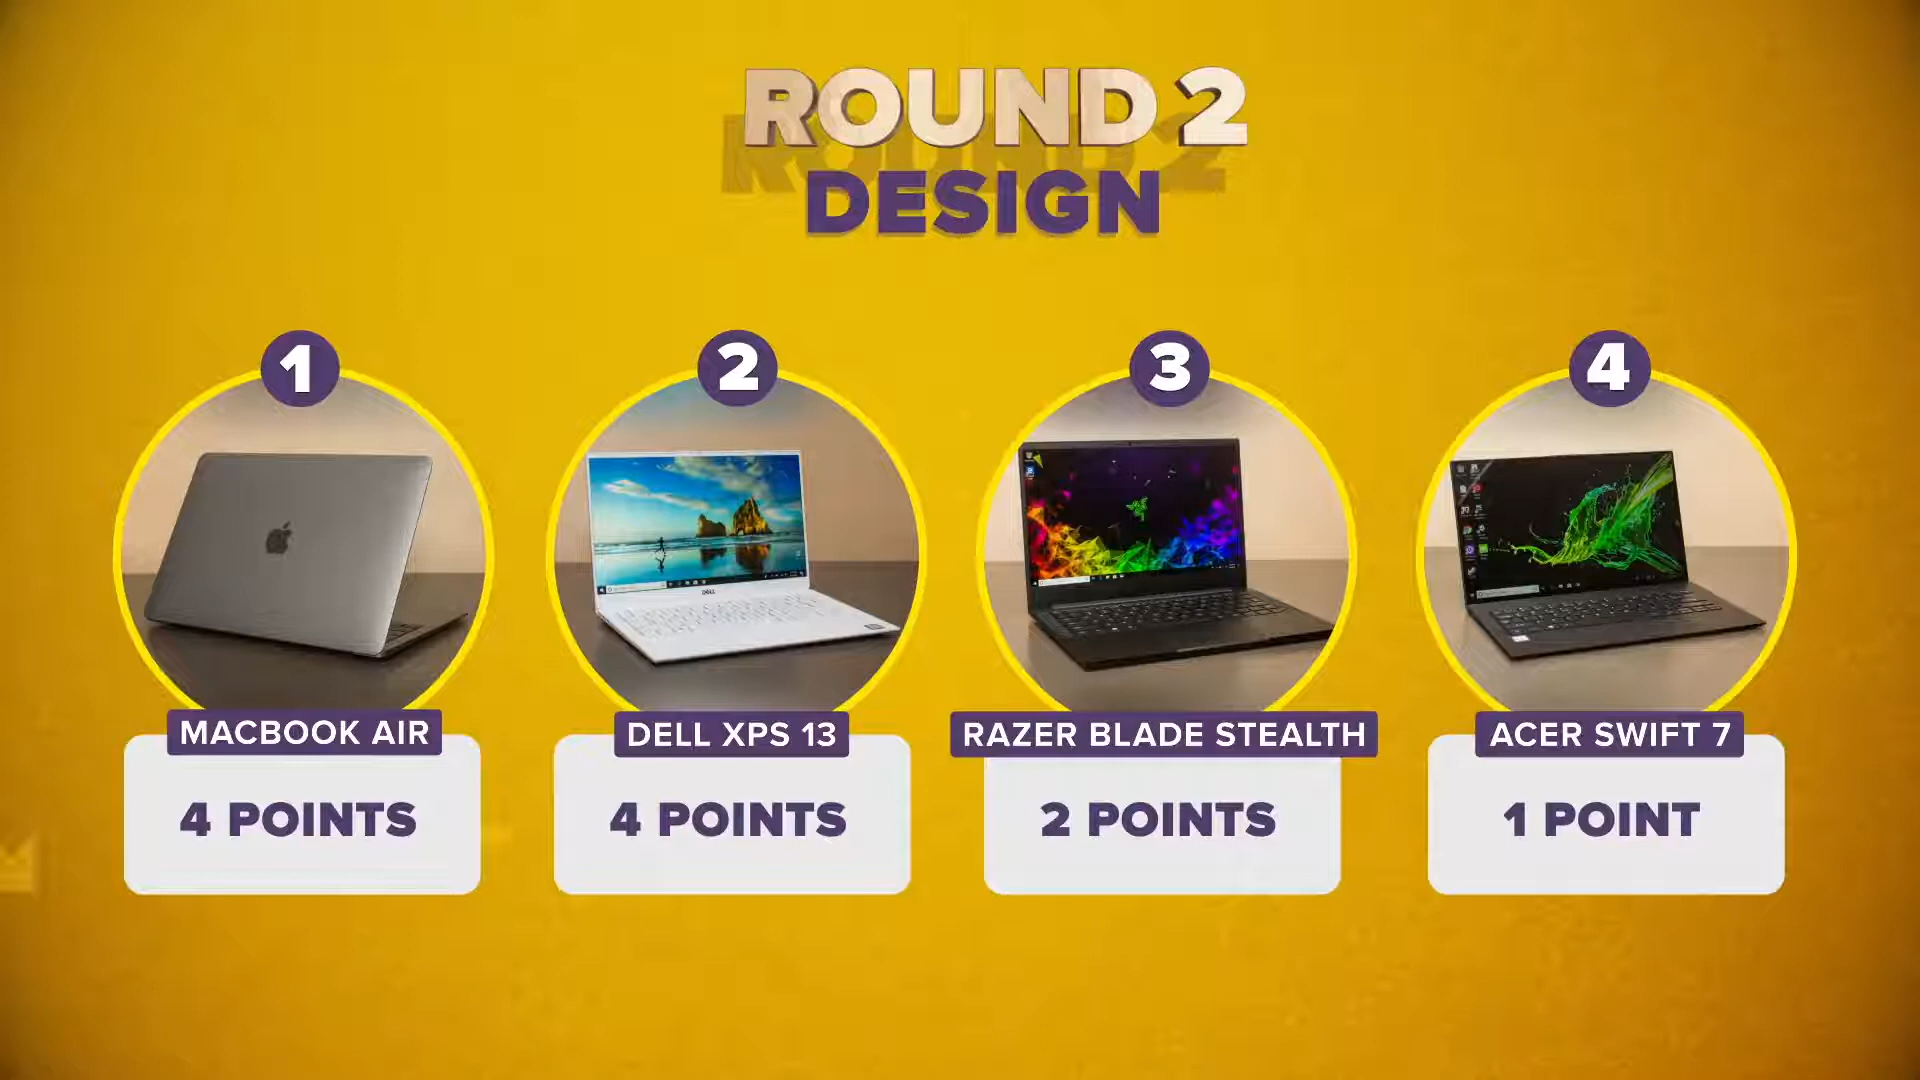 ROUND 2
DESIGN
1
2
3
4
DELL
MACBOOK AIR
DELL XPS 13
RAZER BLADE STEALTH
ACER SWIFT 7
4 POINTS
4 POINTS
2 POINTS
1 POINT